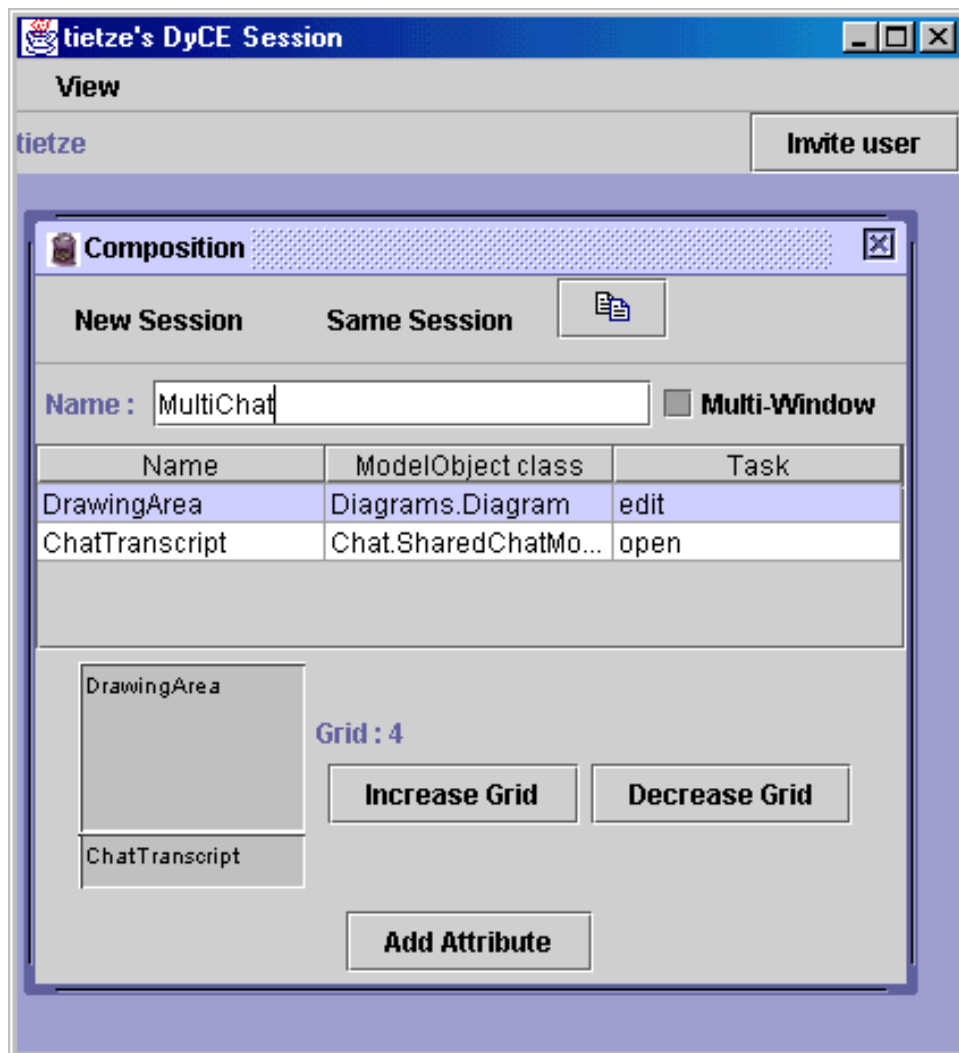 tietze's DyCE Session
View
tietze Invite user
Composition
New Session Same Session
Name : MultiChat Multi-Window
Name ModelObject class Task
DrawingArea Diagrams.Diagram edit
ChatTranscript Chat.SharedChatMo... open
DrawingArea
Grid : 4
Increase Grid Decrease Grid
ChatTranscript
Add Attribute